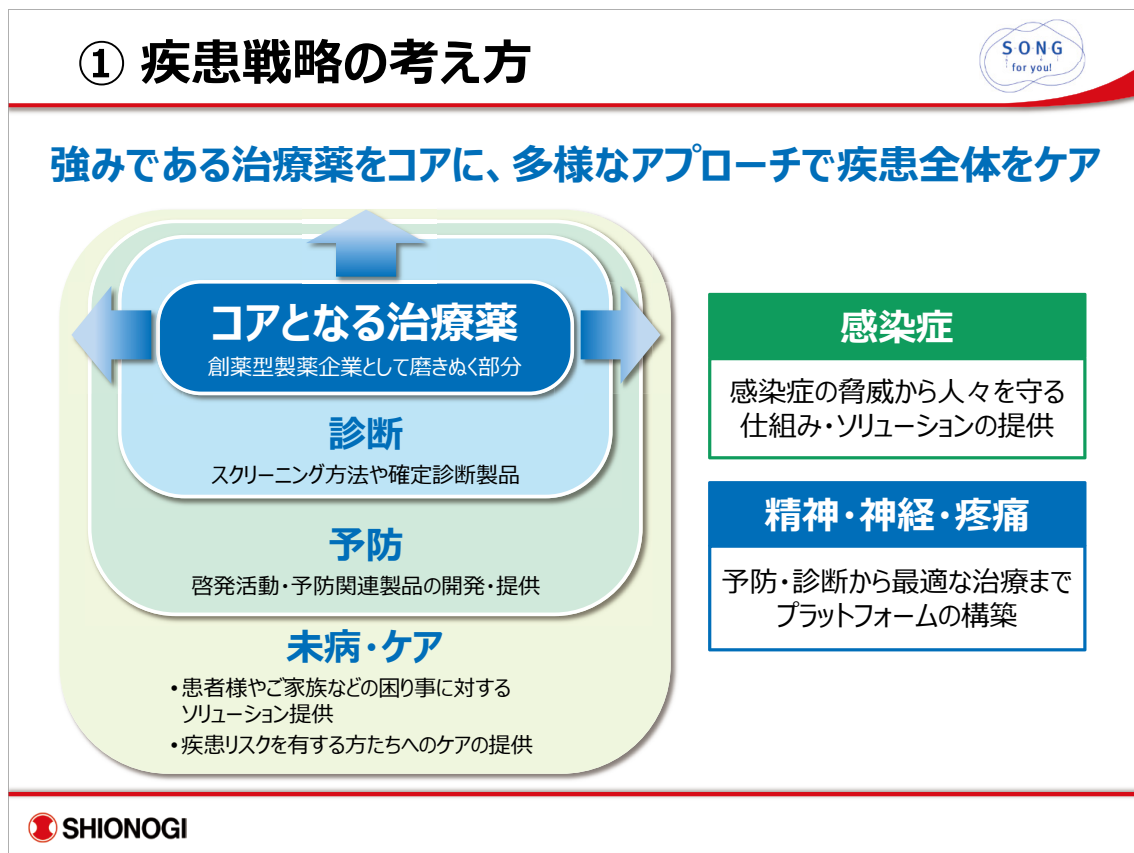 ① 疾患戦略の考え方
SONG
for you!
強みである治療薬をコアに、多様なアプローチで疾患全体をケア
コアとなる治療薬
創薬型製薬企業として磨きぬく部分
診断
スクリーニング方法や確定診断製品
予防
啓発活動・予防関連製品の開発・提供
未病・ケア
・患者様やご家族などの困り事に対する
ソリューション提供
・疾患リスクを有する方たちへのケアの提供
感染症
感染症の脅威から人々を守る
仕組み・ソリューションの提供
精神・神経・疼痛
予防・診断から最適な治療まで
プラットフォームの構築
SHIONOGI